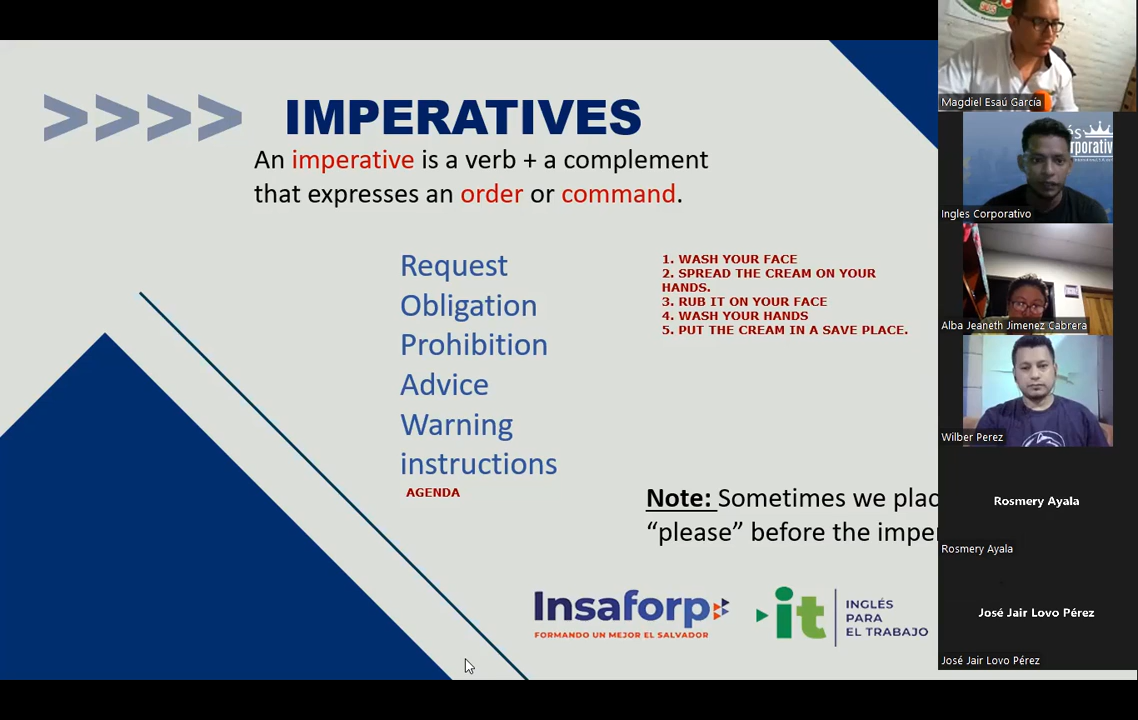 >>>> IMPERATIVES
An imperative is a verb + a complement
that expresses an order or command.
Request
Obligation
Prohibition
Advice
Warning
instructions
AGENDA
1. WASH YOUR FACE
2. SPREAD THE CREAM ON YOUR
HANDS.
3. RUB IT ON YOUR FACE
4. WASH YOUR HANDS
5. PUT THE CREAM IN A SAVE PLACE.
Note: Sometimes we plac
“please” before the impe
Insaforp
FORMANDO UN MEJOR EL SALVADOR
it
INGLÉS
PARA
EL TRABAJO
Magdiel Esaú García
Ingles Corporativo
Alba Jeaneth Jimenez Cabrera
Wilber Perez
Rosmery Ayala
Rosmery Ayala
José Jair Lovo Pérez
José Jair Lovo Pérez